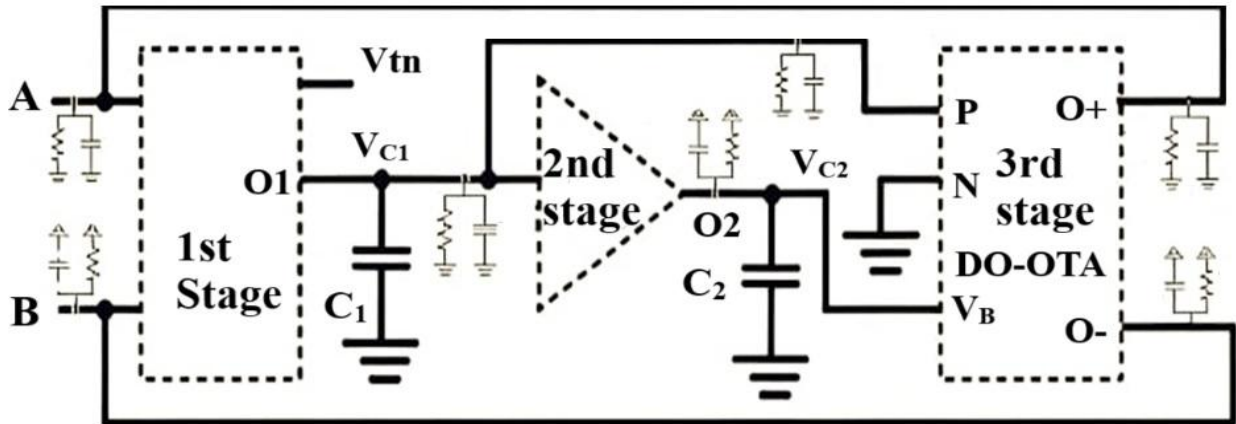 A
B
1st
Stage
Vtn
O1
VC1
C1
2nd
stage
O2
VC2
C2
P
N
3rd
stage
DO-OTA
VB
O+
O-